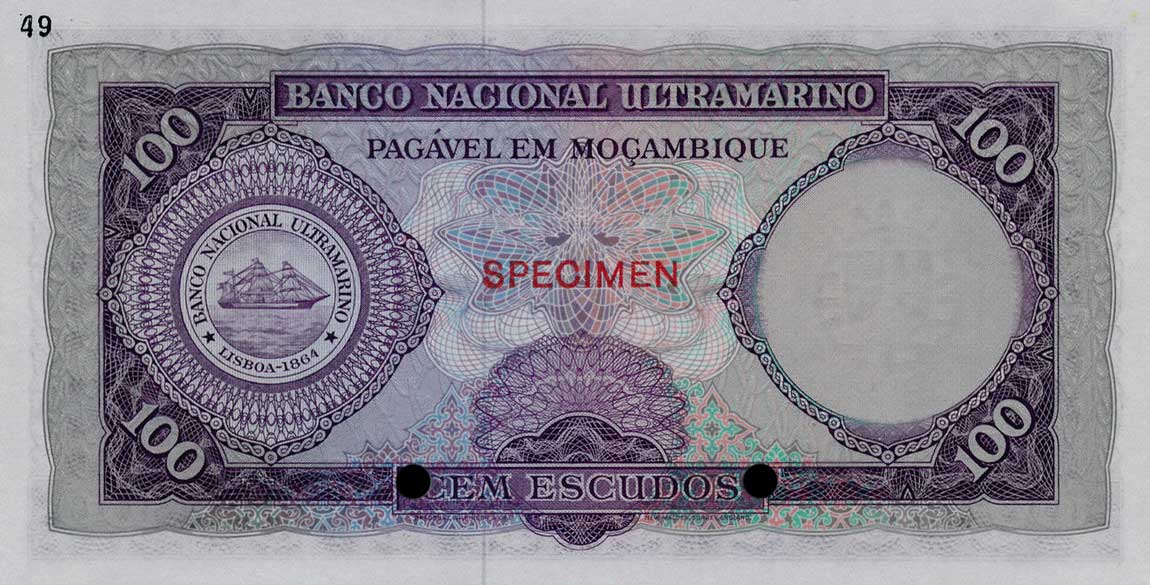 49
BANCO NACIONAL ULTRAMARINO
100
100
PAGÁVEL EM MOÇAMBIQUE
BANCO NACIONAL ULTRAMARINO
LISBOA-1864
SPECIMEN
100
100
CEM ESCUDOS